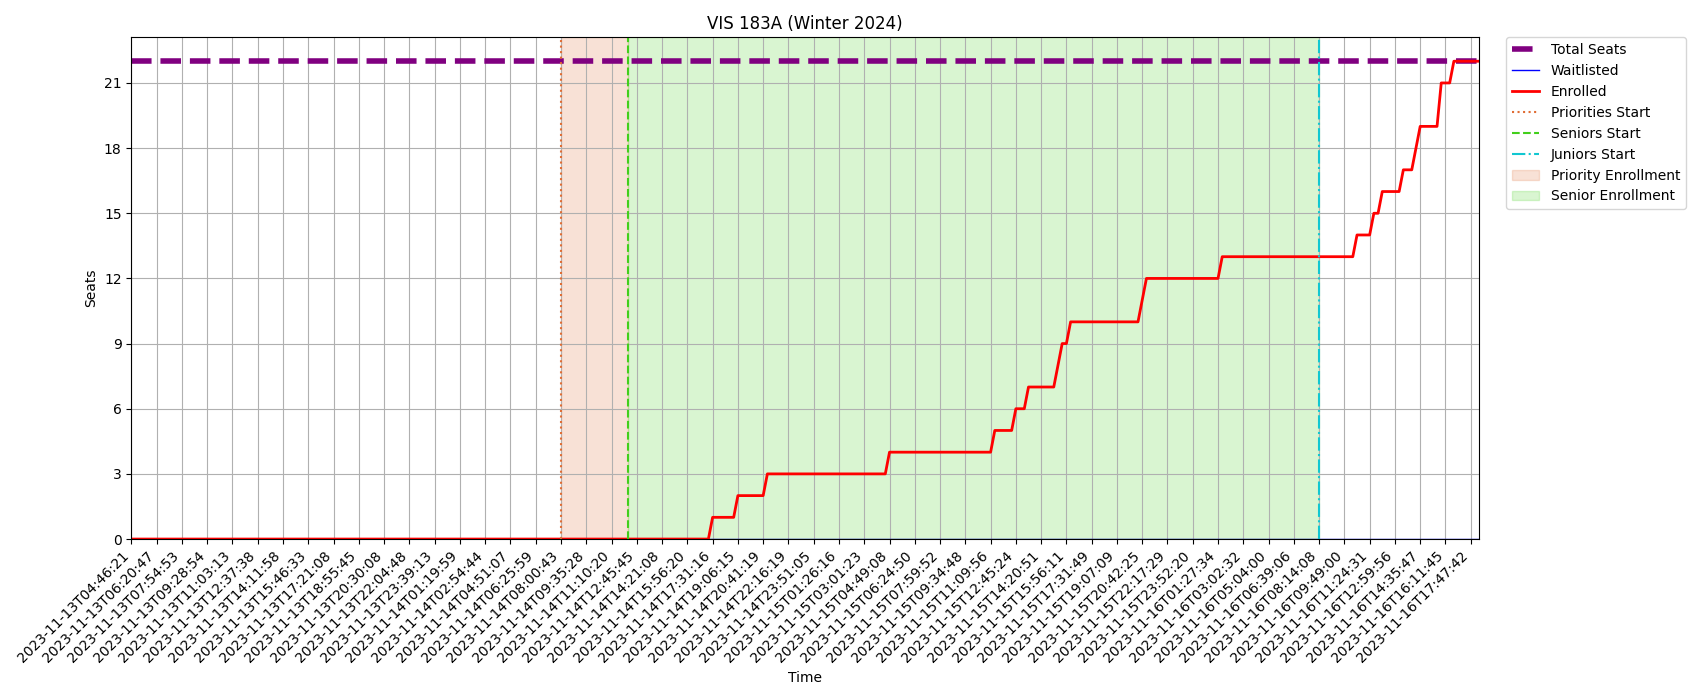 VIS 183A (Winter 2024)
Total Seats
Waitlisted
Enrolled
Priorities Start
Seniors Start
Juniors Start
Priority Enrollment
Senior Enrollment
Seats
21
18
15
12
9
6
3
0
2023-11-13T04:46:21
2023-11-13T06:20:47
2023-11-13T07:54:53
2023-11-13T09:28:54
2023-11-13T11:03:13
2023-11-13T12:37:38
2023-11-13T14:11:58
2023-11-13T15:46:33
2023-11-13T17:21:08
2023-11-13T18:55:45
2023-11-13T20:30:08
2023-11-13T22:04:48
2023-11-13T23:39:13
2023-11-14T01:19:59
2023-11-14T02:54:44
2023-11-14T04:51:07
2023-11-14T06:25:59
2023-11-14T08:00:43
2023-11-14T09:35:28
2023-11-14T11:10:20
2023-11-14T12:45:45
2023-11-14T14:21:08
2023-11-14T15:56:20
2023-11-14T17:31:16
2023-11-14T19:06:15
2023-11-14T20:41:19
2023-11-14T22:16:19
2023-11-14T23:51:05
2023-11-15T01:26:16
2023-11-15T03:01:23
2023-11-15T04:49:08
2023-11-15T06:24:50
2023-11-15T07:59:52
2023-11-15T09:34:48
2023-11-15T11:09:56
2023-11-15T12:45:24
2023-11-15T14:20:51
2023-11-15T15:56:11
2023-11-15T17:31:49
2023-11-15T19:07:09
2023-11-15T20:42:25
2023-11-15T22:17:29
2023-11-15T23:52:20
2023-11-16T01:27:34
2023-11-16T03:02:32
2023-11-16T05:04:00
2023-11-16T06:39:06
2023-11-16T08:14:08
2023-11-16T09:49:00
2023-11-16T11:24:31
2023-11-16T12:59:56
2023-11-16T14:35:47
2023-11-16T16:11:45
2023-11-16T17:47:42
Time